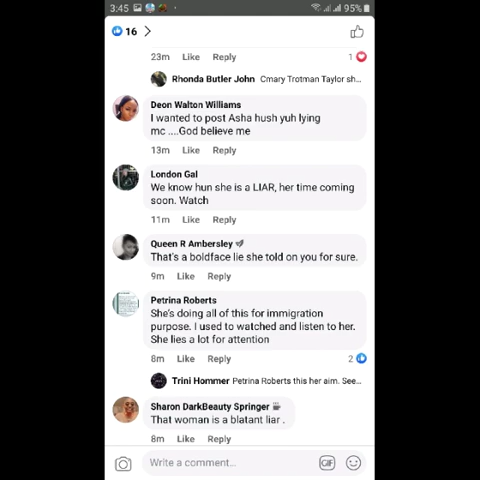 3:45
95%
16
23m Like Reply 1
Rhonda Butler John Cmary Trotman Taylor sh...
Deon Walton Williams
I wanted to post Asha hush yuh lying
mc ....God believe me
13m Like Reply
London Gal
We know hun she is a LIAR, her time coming
soon. Watch
11m Like Reply
Queen R Ambersley
That's a boldface lie she told on you for sure.
9m Like Reply
Petrina Roberts
She's doing all of this for immigration
purpose. I used to watched and listen to her.
She lies a lot for attention
8m Like Reply 2
Trini Hommer Petrina Roberts this her aim. See...
Sharon DarkBeauty Springer
That woman is a blatant liar .
8m Like Reply
Write a comment...
GIF